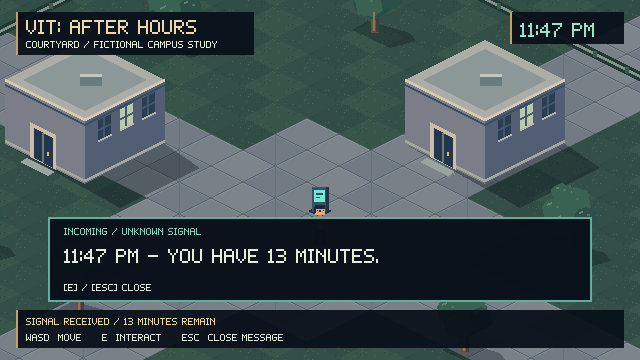 VIT: AFTER HOURS
COURTYARD / FICTIONAL CAMPUS STUDY
11:47 PM
INCOMING / UNKNOWN SIGNAL
11:47 PM – YOU HAVE 13 MINUTES.
[E] / [ESC] CLOSE
SIGNAL RECEIVED / 13 MINUTES REMAIN
WASD MOVE E INTERACT ESC CLOSE MESSAGE